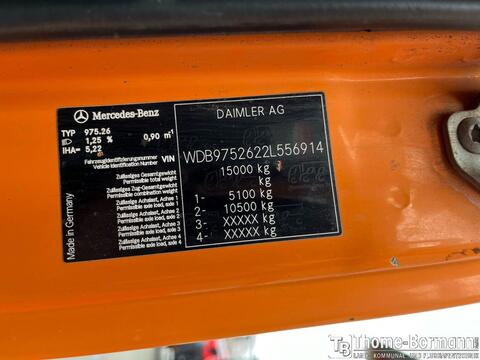 Mercedes-Benz
TYP 975.26
1,25 % 0,90 m⁻¹
IHA= 5,22
Fahrzeugidentifizierungsnummer
Vehicle Identification Number VIN
Zulässiges Gesamtgewicht
Permissible total weight
Zulässiges Zuggesamtgewicht
Permissible combination weight
Zulässige Achslast, Achse 1
Permissible axle load, axle 1
Zulässige Achslast, Achse 2
Permissible axle load, axle 2
Zulässige Achslast, Achse 3
Permissible axle load, axle 3
Zulässige Achslast, Achse 4
Permissible axle load, axle 4
Made in Germany
DAIMLER AG
WDB9752622L556914
15000 kg
kg
1- 5100 kg
2- 10500 kg
3- XXXXX kg
4- XXXXX kg
TB Thome-Bormann